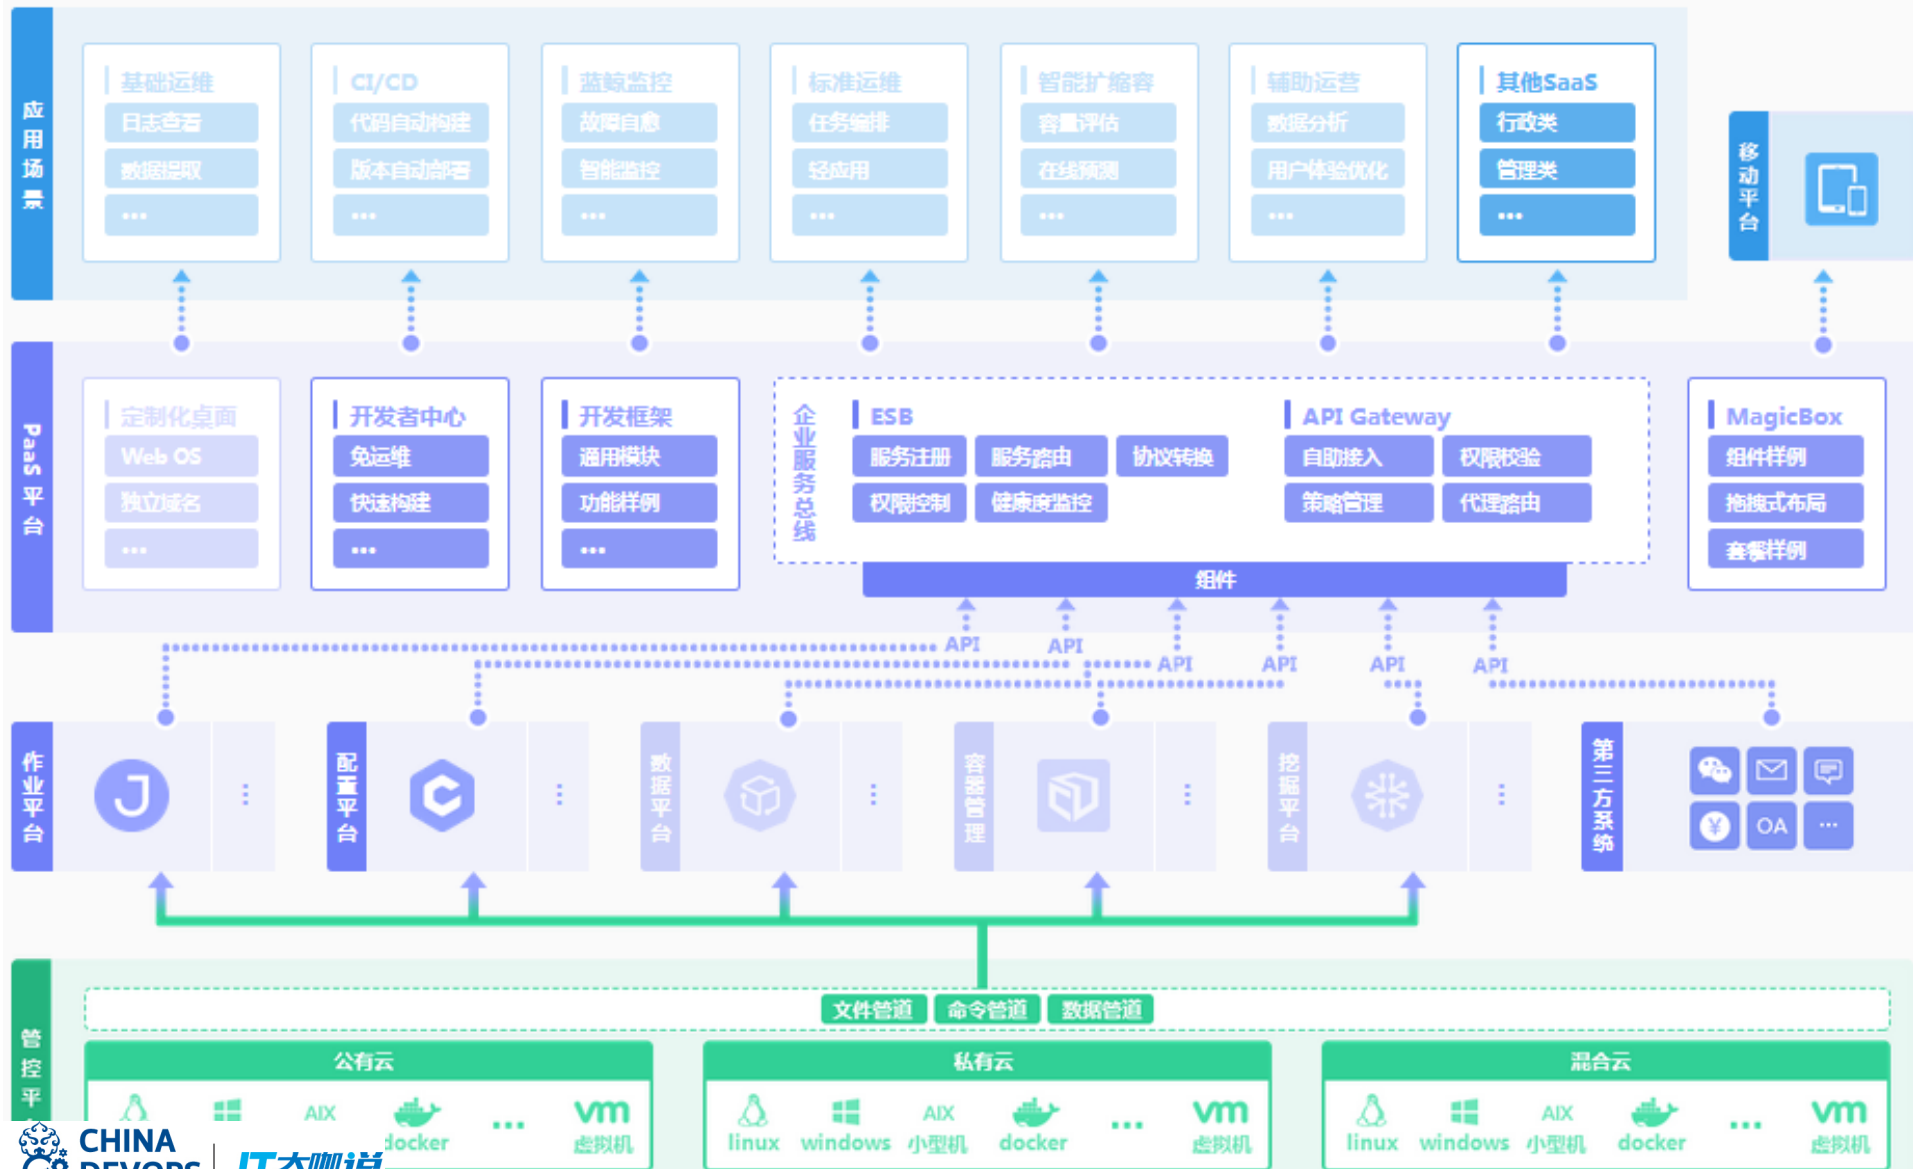 应用场景
基础运维
日志查看
数据提取
...
CI/CD
代码自动构建
版本自动部署
...
蓝鲸监控
故障自愈
智能监控
...
标准运维
任务编排
轻应用
...
智能扩缩容
容量评估
在线预测
...
辅助运营
数据分析
用户体验优化
...
其他SaaS
行政类
管理类
...
移动平台
PaaS平台
定制化桌面
Web OS
独立域名
...
开发者中心
免运维
快速构建
...
开发框架
通用模块
功能样例
...
企业服务总线
ESB
服务注册 服务路由 协议转换
权限控制 健康度监控
API Gateway
自助接入 权限校验
策略管理 代理路由
组件
MagicBox
组件样例
拖拽式布局
套餐样例
API API API API API API
作业平台
J
配置平台
C
数据平台
容器管理
挖掘平台
第三方系统
¥ OA ...
管控平
文件管道 命令管道 数据管道
公有云
AIX
docker
...
vm
虚拟机
私有云
linux
windows
AIX
小型机
docker
...
vm
虚拟机
混合云
linux
windows
AIX
小型机
docker
...
vm
虚拟机
CHINA
DEVOPS
IT大咖说